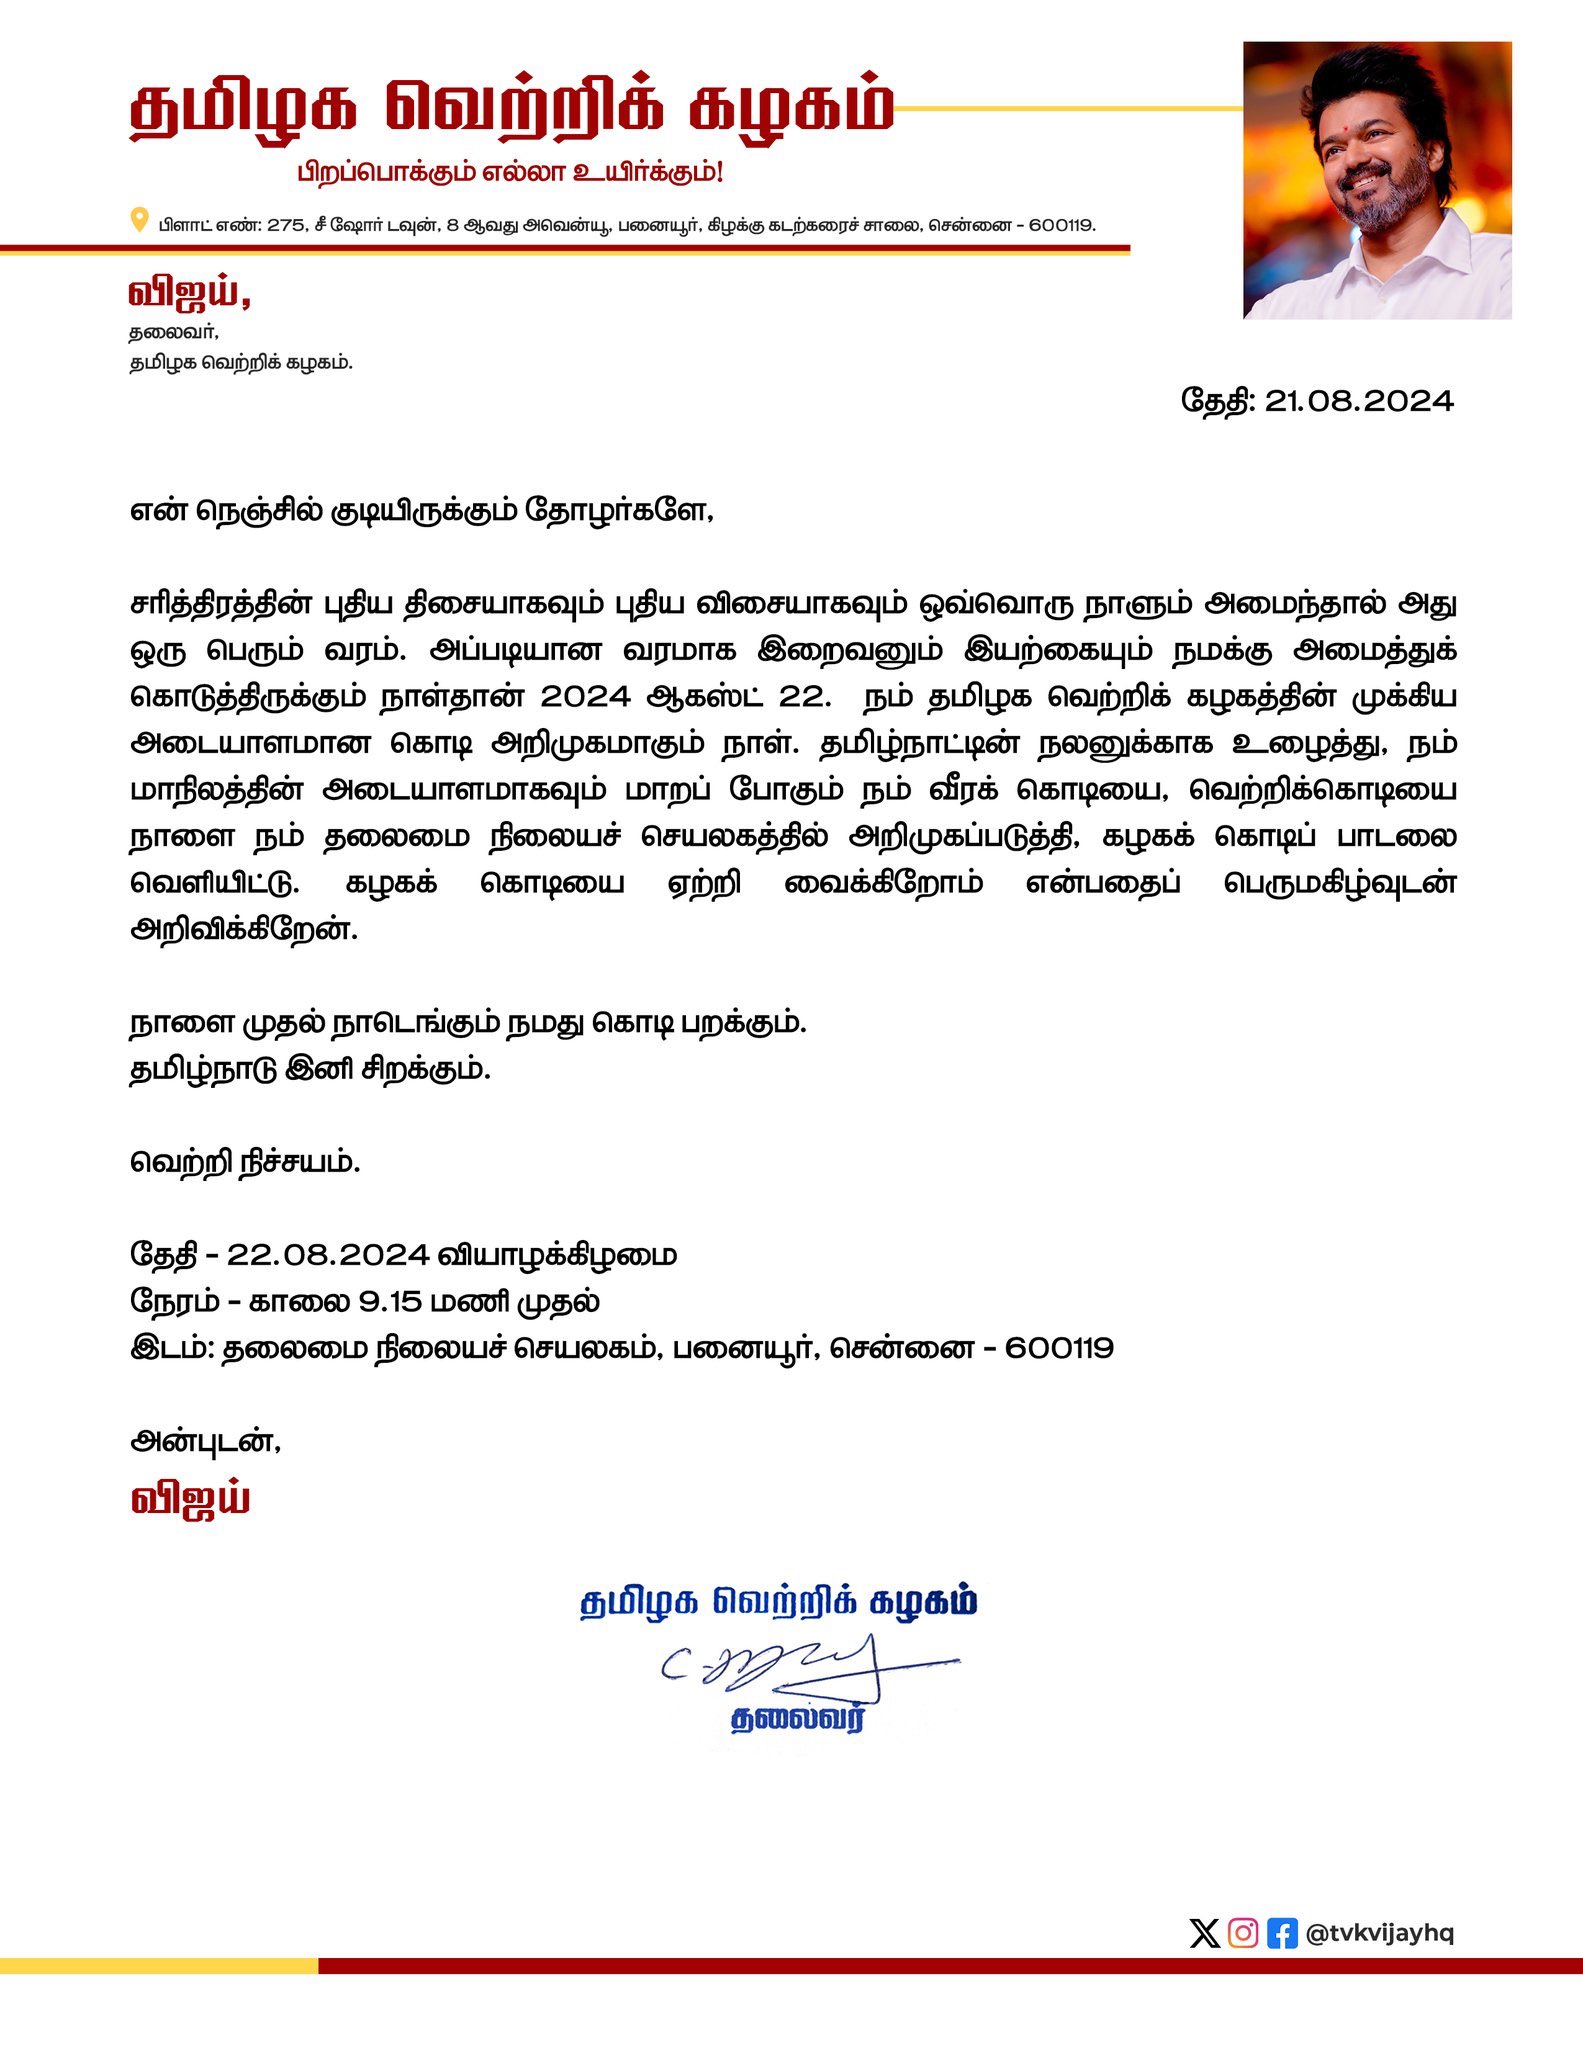 தமிழக வெற்றிக் கழகம்
பிறப்பொக்கும் எல்லா உயிர்க்கும்!
பிளாட் எண்: 275, சீ ஷோர் டவுன், 8 ஆவது அவென்யூ, பனையூர், கிழக்கு கடற்கரைச் சாலை, சென்னை - 600119.
விஜய்,
தலைவர்,
தமிழக வெற்றிக் கழகம்.
தேதி: 21.08.2024
என் நெஞ்சில் குடியிருக்கும் தோழர்களே,
சரித்திரத்தின் புதிய திசையாகவும் புதிய விசையாகவும் ஒவ்வொரு நாளும் அமைந்தால் அது
ஒரு பெரும் வரம். அப்படியான வரமாக இறைவனும் இயற்கையும் நமக்கு அமைத்துக்
கொடுத்திருக்கும் நாள்தான் 2024 ஆகஸ்ட் 22. நம் தமிழக வெற்றிக் கழகத்தின் முக்கிய
அடையாளமான கொடி அறிமுகமாகும் நாள். தமிழ்நாட்டின் நலனுக்காக உழைத்து, நம்
மாநிலத்தின் அடையாளமாகவும் மாறப் போகும் நம் வீரக் கொடியை, வெற்றிக்கொடியை
நாளை நம் தலைமை நிலையச் செயலகத்தில் அறிமுகப்படுத்தி, கழகக் கொடிப் பாடலை
வெளியிட்டு. கழகக் கொடியை ஏற்றி வைக்கிறோம் என்பதைப் பெருமகிழ்வுடன்
அறிவிக்கிறேன்.
நாளை முதல் நாடெங்கும் நமது கொடி பறக்கும்.
தமிழ்நாடு இனி சிறக்கும்.
வெற்றி நிச்சயம்.
தேதி - 22.08.2024 வியாழக்கிழமை
நேரம் - காலை 9.15 மணி முதல்
இடம்: தலைமை நிலையச் செயலகம், பனையூர், சென்னை - 600119
அன்புடன்,
விஜய்
தமிழக வெற்றிக் கழகம்
தலைவர்
@tvkvijayhq